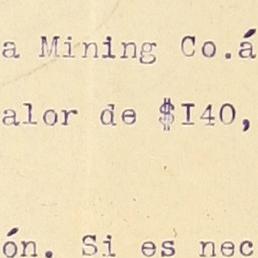 a Mining Co.á
alor de $I40,
ón. Si es nec